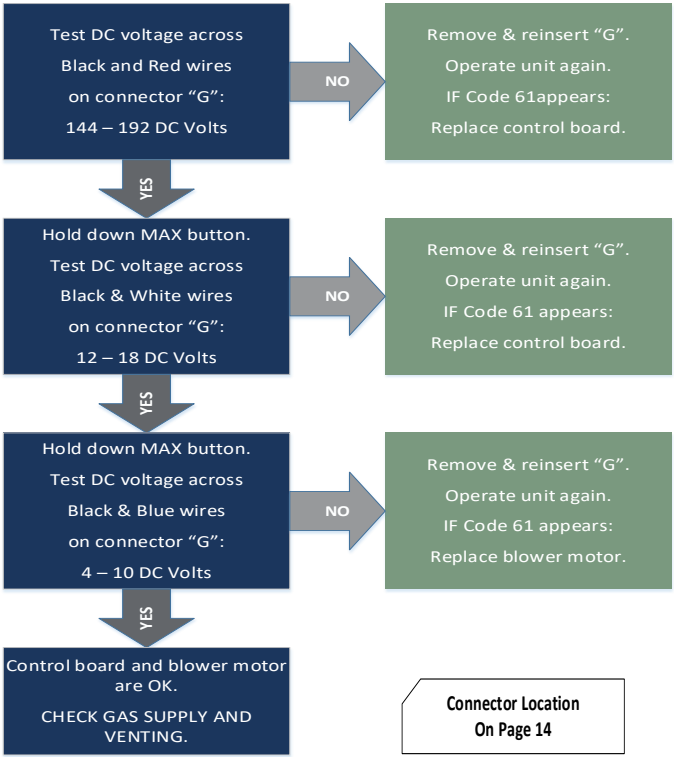 Test DC voltage across
Black and Red wires
on connector “G”:
144 – 192 DC Volts
NO
Remove & reinsert “G”.
Operate unit again.
IF Code 61appears:
Replace control board.
YES
Hold down MAX button.
Test DC voltage across
Black & White wires
on connector “G”:
12 – 18 DC Volts
NO
Remove & reinsert “G”.
Operate unit again.
IF Code 61 appears:
Replace control board.
YES
Hold down MAX button.
Test DC voltage across
Black & Blue wires
on connector “G”:
4 – 10 DC Volts
NO
Remove & reinsert “G”.
Operate unit again.
IF Code 61 appears:
Replace blower motor.
YES
Control board and blower motor
are OK.
CHECK GAS SUPPLY AND
VENTING.
Connector Location
On Page 14